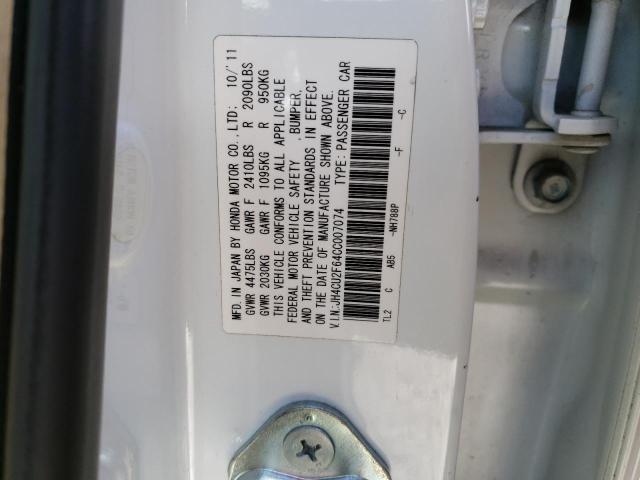 MFD. IN JAPAN BY HONDA MOTOR CO.,LTD: 10/'11
GVWR 4475LBS GAWR F 2410LBS R 2090LBS
GVWR 2030KG GAWR F 1095KG R 950KG
THIS VEHICLE CONFORMS TO ALL APPLICABLE
FEDERAL MOTOR VEHICLE SAFETY , BUMPER,
AND THEFT PREVENTION STANDARDS IN EFFECT
ON THE DATE OF MANUFACTURE SHOWN ABOVE.
V.I.N.:JH4CU2F64CC007074 TYPE: PASSENGER CAR
TL2 C AB5 -NH788P -F -C